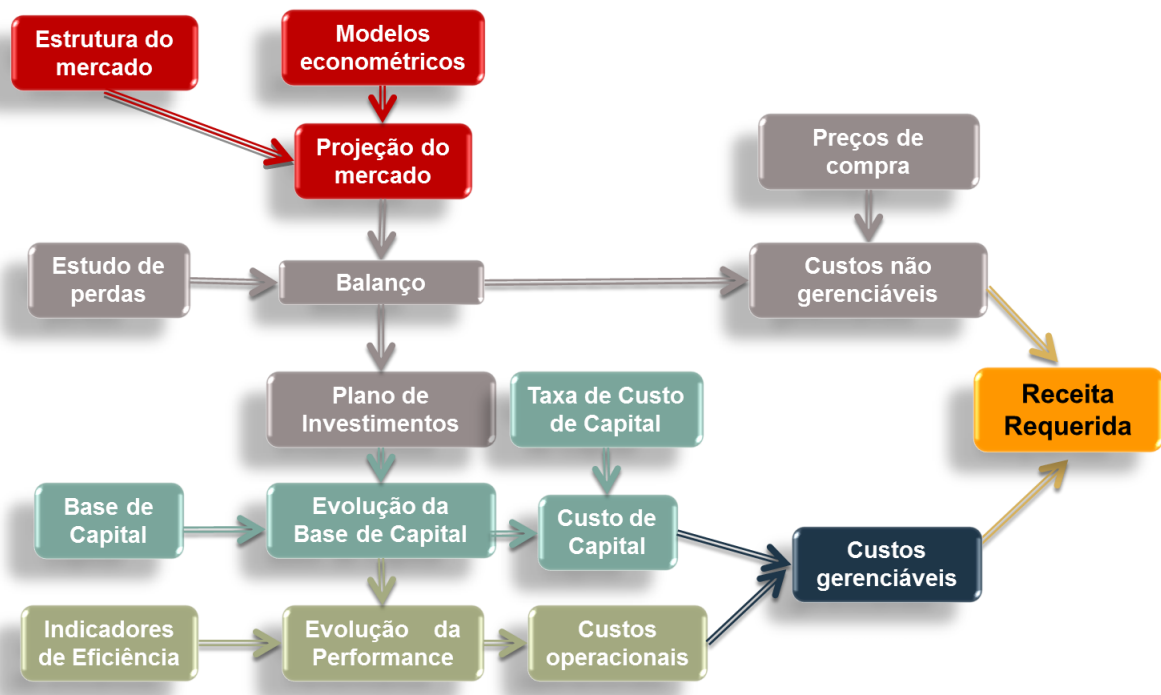 Estrutura do
mercado
Modelos
econométricos
Projeção do
mercado
Preços de
compra
Estudo de
perdas
Balanço
Custos não
gerenciáveis
Plano de
Investimentos
Taxa de Custo
de Capital
Receita
Requerida
Base de
Capital
Evolução da
Base de Capital
Custo de
Capital
Custos
gerenciáveis
Indicadores
de Eficiência
Evolução da
Performance
Custos
operacionais